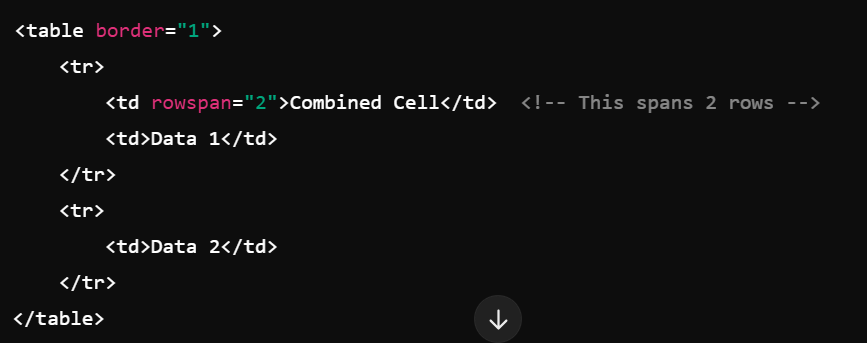 <table border="1">
    <tr>
        <td rowspan="2">Combined Cell</td>  <!-- This spans 2 rows -->
        <td>Data 1</td>
    </tr>
    <tr>
        <td>Data 2</td>
    </tr>
</table>